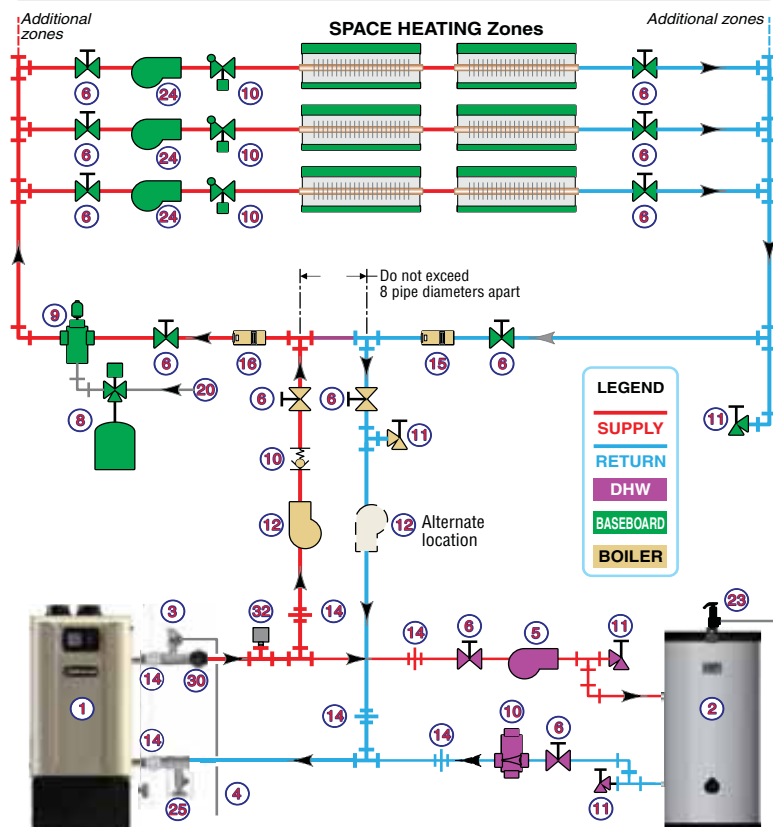 Additional zones
SPACE HEATING Zones
Additional zones
6 24 10 6
6 24 10 6
6 24 10 6
Do not exceed
8 pipe diameters apart
9
6 16 15 6
20
8
6 6
11
11
10
12 12 Alternate
location
LEGEND
SUPPLY
RETURN
DHW
BASEBOARD
BOILER
3 32 14 23
14 6 5 11
14 30
1 2
14
14 14 10 6
25 4 11